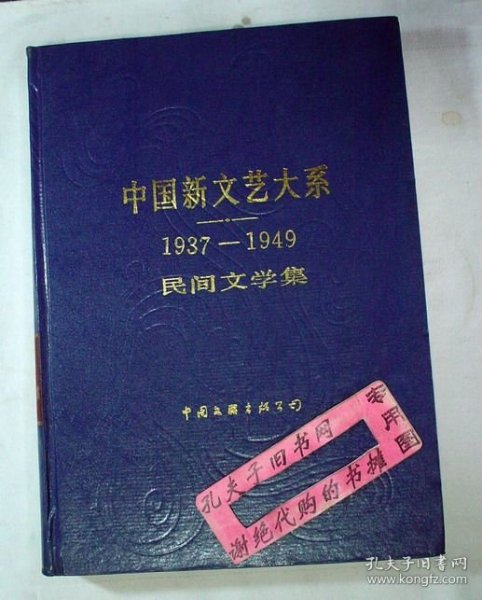 中国新文艺大系
1937—1949
民间文学集
中国文联出版公司
孔夫子旧书网
谢绝代购的书摊
专用图
孔夫子旧书网
www.kongfz.com